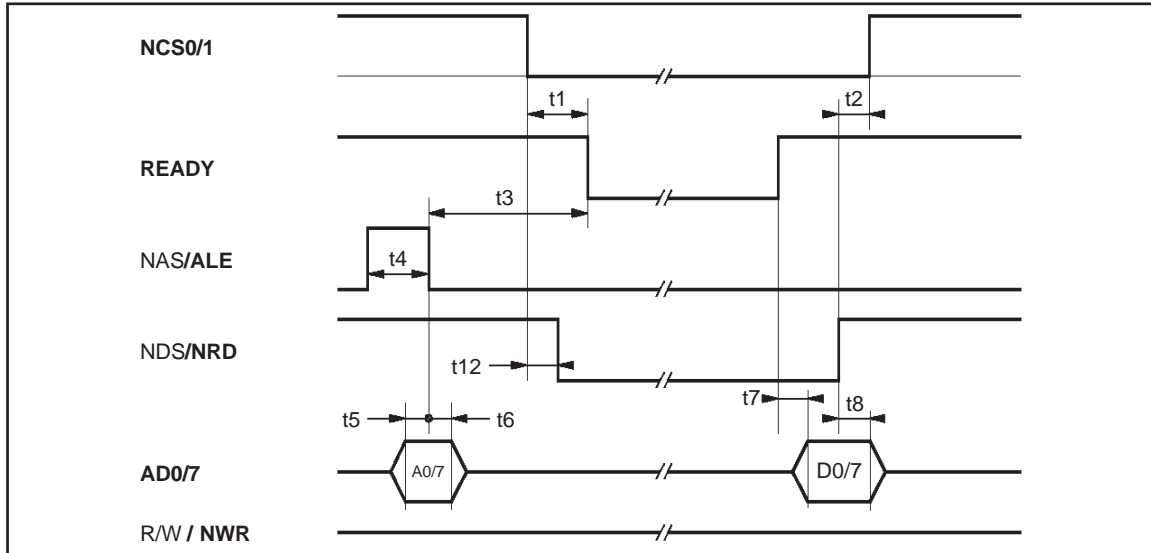 NCS0/1
t1
t2
READY
t3
NAS/ALE
t4
NDS/NRD
t12
t7
t8
t5
t6
AD0/7
A0/7
D0/7
R/W / NWR